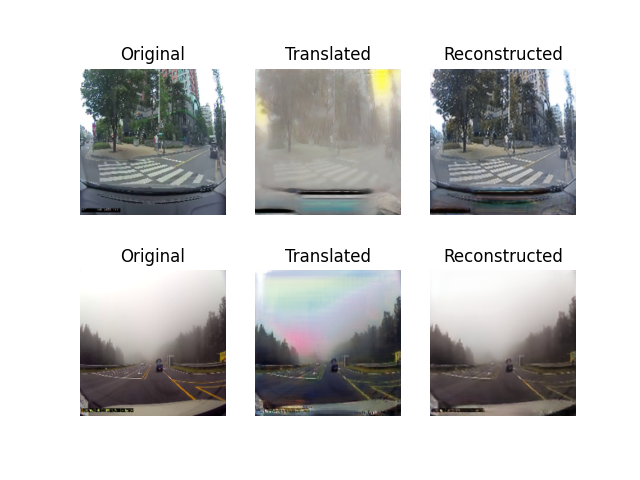 Original
Translated
Reconstructed
Original
Translated
Reconstructed